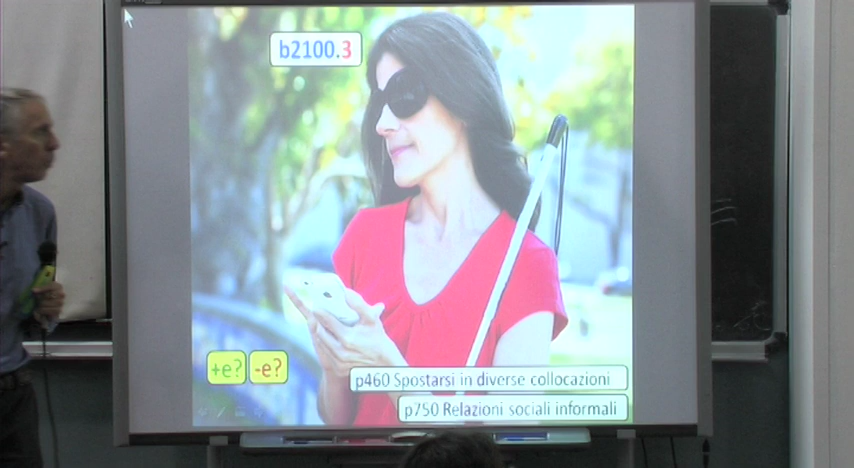 b2100.3
+e? -e?
p460 Spostarsi in diverse collocazioni
p750 Relazioni sociali informali